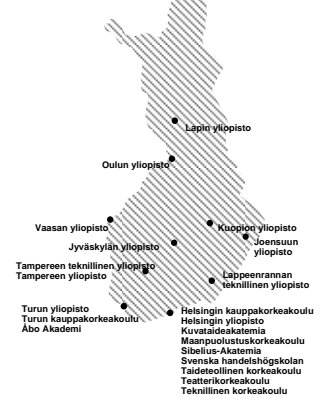 Lapin yliopisto
Oulun yliopisto
Vaasan yliopisto
Kuopion yliopisto
Joensuun
yliopisto
Jyväskylän yliopisto
Tampereen teknillinen yliopisto
Tampereen yliopisto
Lappeenrannan
teknillinen yliopisto
Turun yliopisto
Turun kauppakorkeakoulu
Åbo Akademi
Helsingin kauppakorkeakoulu
Helsingin yliopisto
Kuvataideakatemia
Maanpuolustuskorkeakoulu
Sibelius-Akatemia
Svenska handelshögskolan
Taideteollinen korkeakoulu
Teatterikorkeakoulu
Teknillinen korkeakoulu